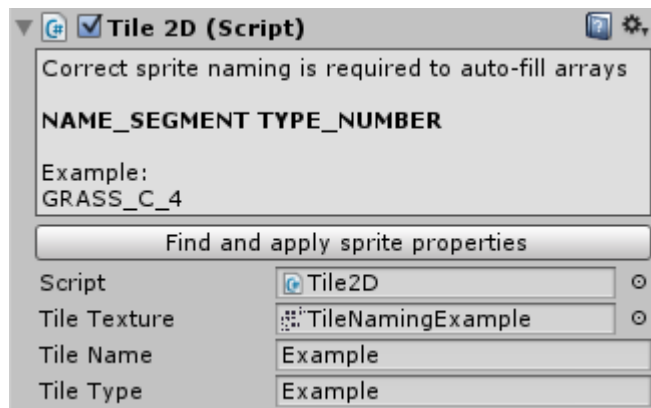 Tile 2D (Script)
Correct sprite naming is required to auto-fill arrays
NAME_SEGMENT TYPE_NUMBER
Example:
GRASS_C_4
Find and apply sprite properties
Script Tile2D
Tile Texture TileNamingExample
Tile Name Example
Tile Type Example